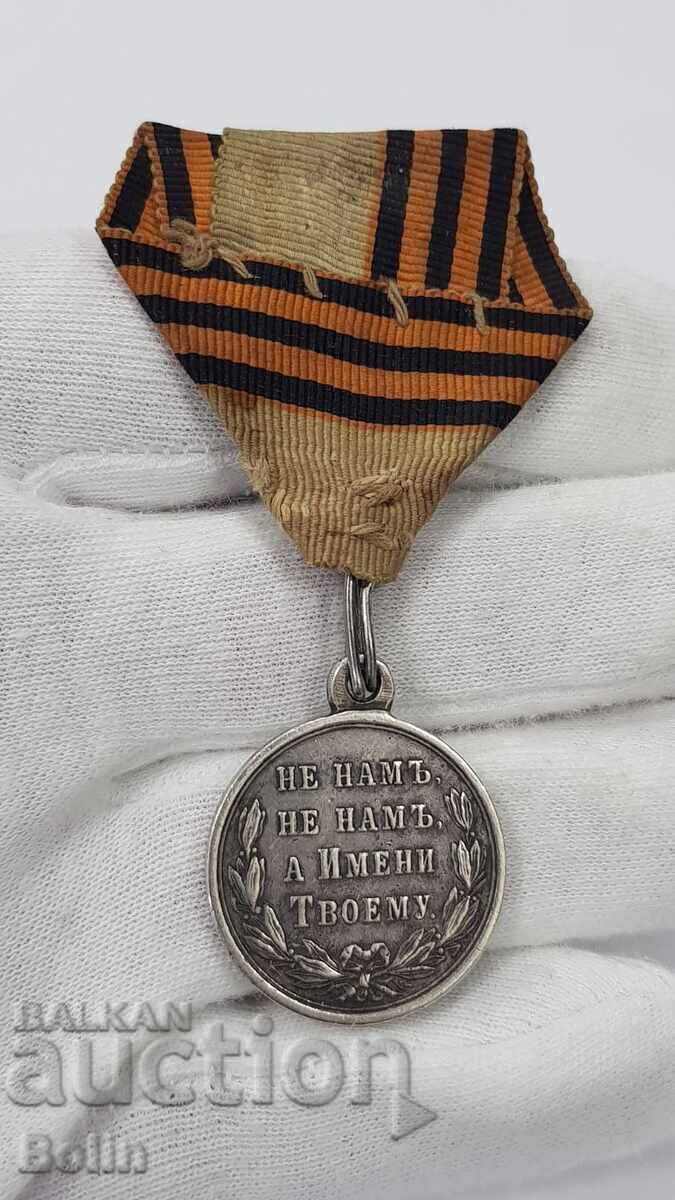 НЕ НАМЪ,
НЕ НАМЪ,
А ИМЕНИ
ТВОЕМУ.
BALKAN
auction
Bolin